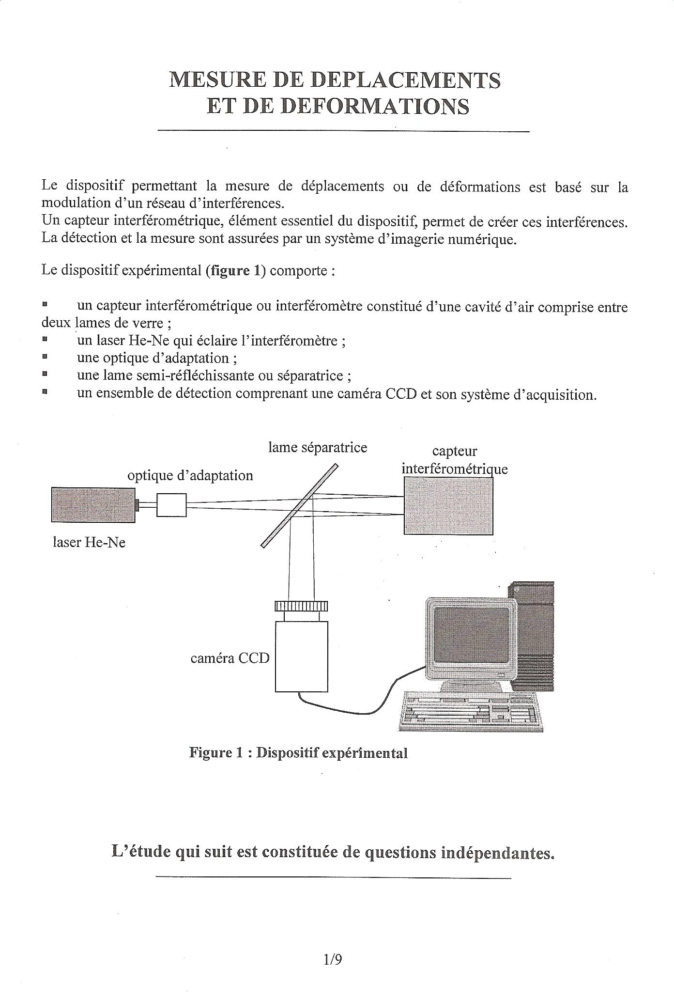 MESURE DE DEPLACEMENTS
ET DE DEFORMATIONS
Le dispositif permettant la mesure de déplacements ou de déformations est basé sur la
modulation d'un réseau d'interférences.
Un capteur interférométrique, élément essentiel du dispositif, permet de créer ces interférences.
La détection et la mesure sont assurées par un système d'imagerie numérique.
Le dispositif expérimental (figure 1) comporte :
▪ un capteur interférométrique ou interféromètre constitué d'une cavité d'air comprise entre
deux lames de verre ;
▪ un laser He-Ne qui éclaire l'interféromètre ;
▪ une optique d'adaptation ;
▪ une lame semi-réfléchissante ou séparatrice ;
▪ un ensemble de détection comprenant une caméra CCD et son système d'acquisition.
lame séparatrice
capteur
interférométrique
optique d'adaptation
laser He-Ne
caméra CCD
Figure 1 : Dispositif expérimental
L'étude qui suit est constituée de questions indépendantes.
1/9